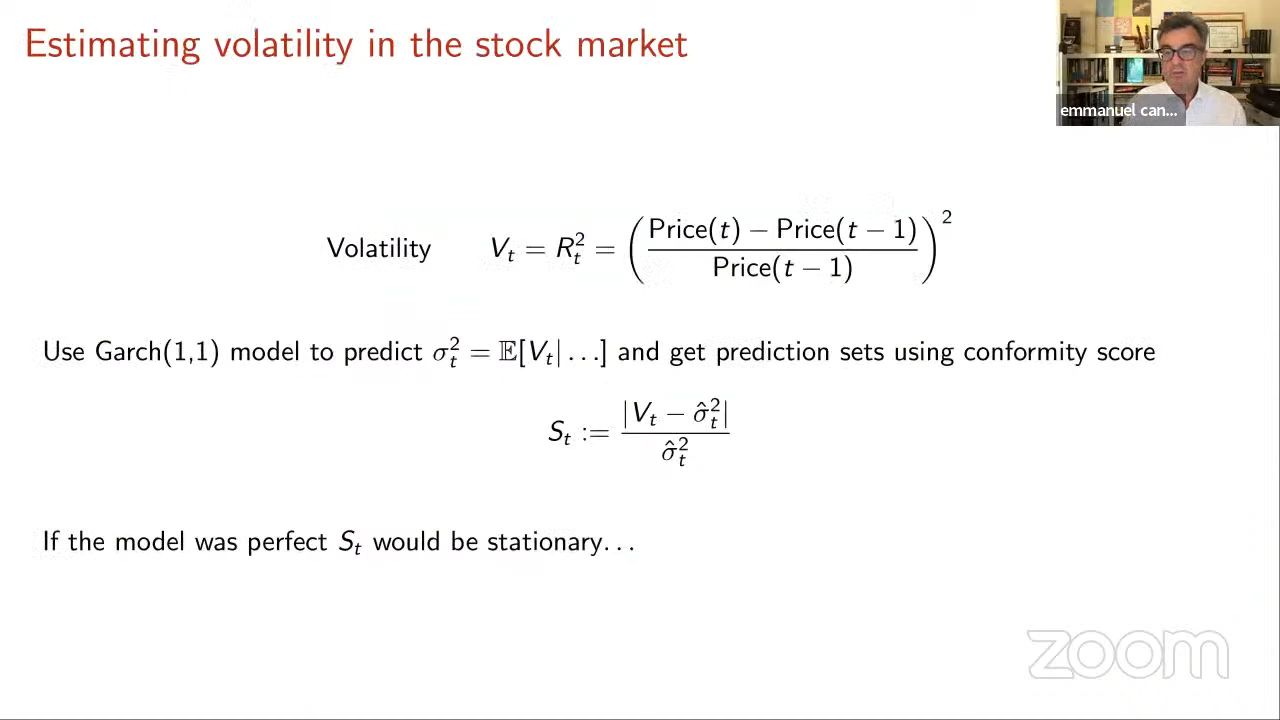 Estimating volatility in the stock market
emmanuel can...
Volatility V_t = R_t^2 = ( (Price(t) − Price(t − 1)) / Price(t − 1) )^2
Use Garch(1,1) model to predict σ_t^2 = 𝔼[V_t| . . .] and get prediction sets using conformity score
S_t := |V_t − σ̂_t^2| / σ̂_t^2
If the model was perfect S_t would be stationary. . .
zoom